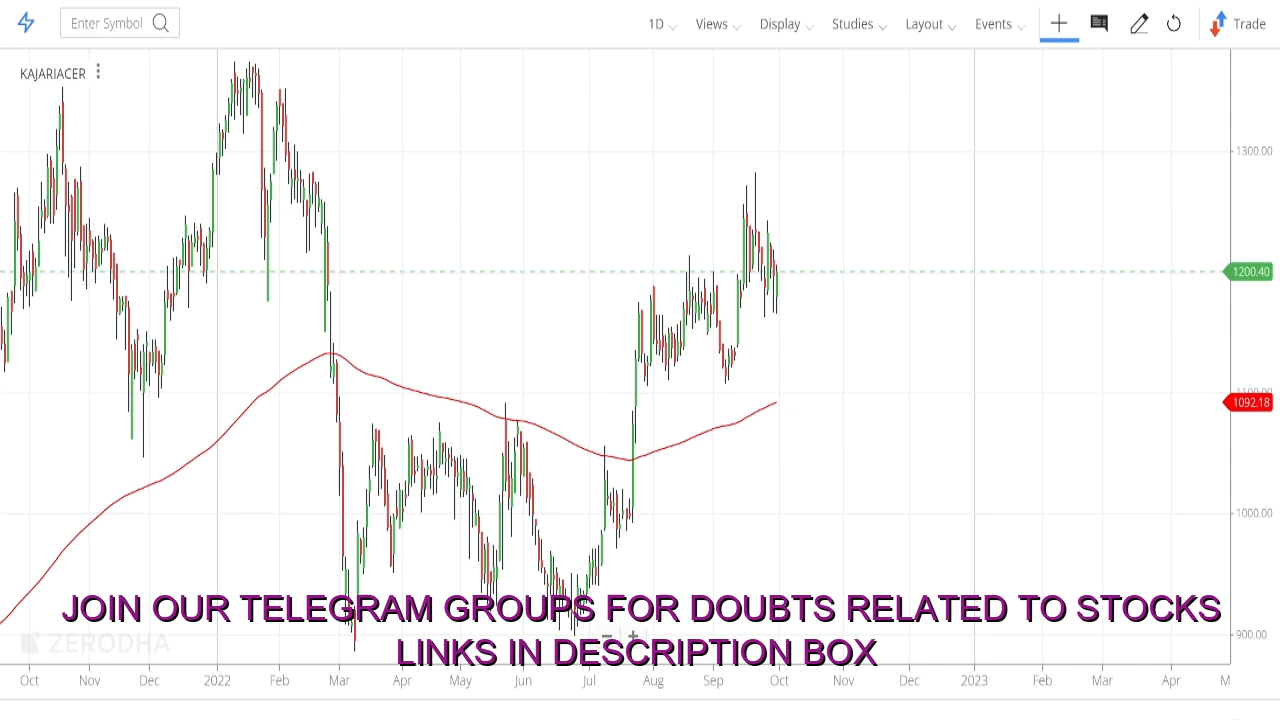 Enter Symbol
1D Views Display Studies Layout Events Trade
KAJARIACER
1300.00
1200.40
1100.00
1092.18
1000.00
900.00
JOIN OUR TELEGRAM GROUPS FOR DOUBTS RELATED TO STOCKS
ZERODHA
LINKS IN DESCRIPTION BOX
Oct Nov Dec 2022 Feb Mar Apr May Jun Jul Aug Sep Oct Nov Dec 2023 Feb Mar Apr M